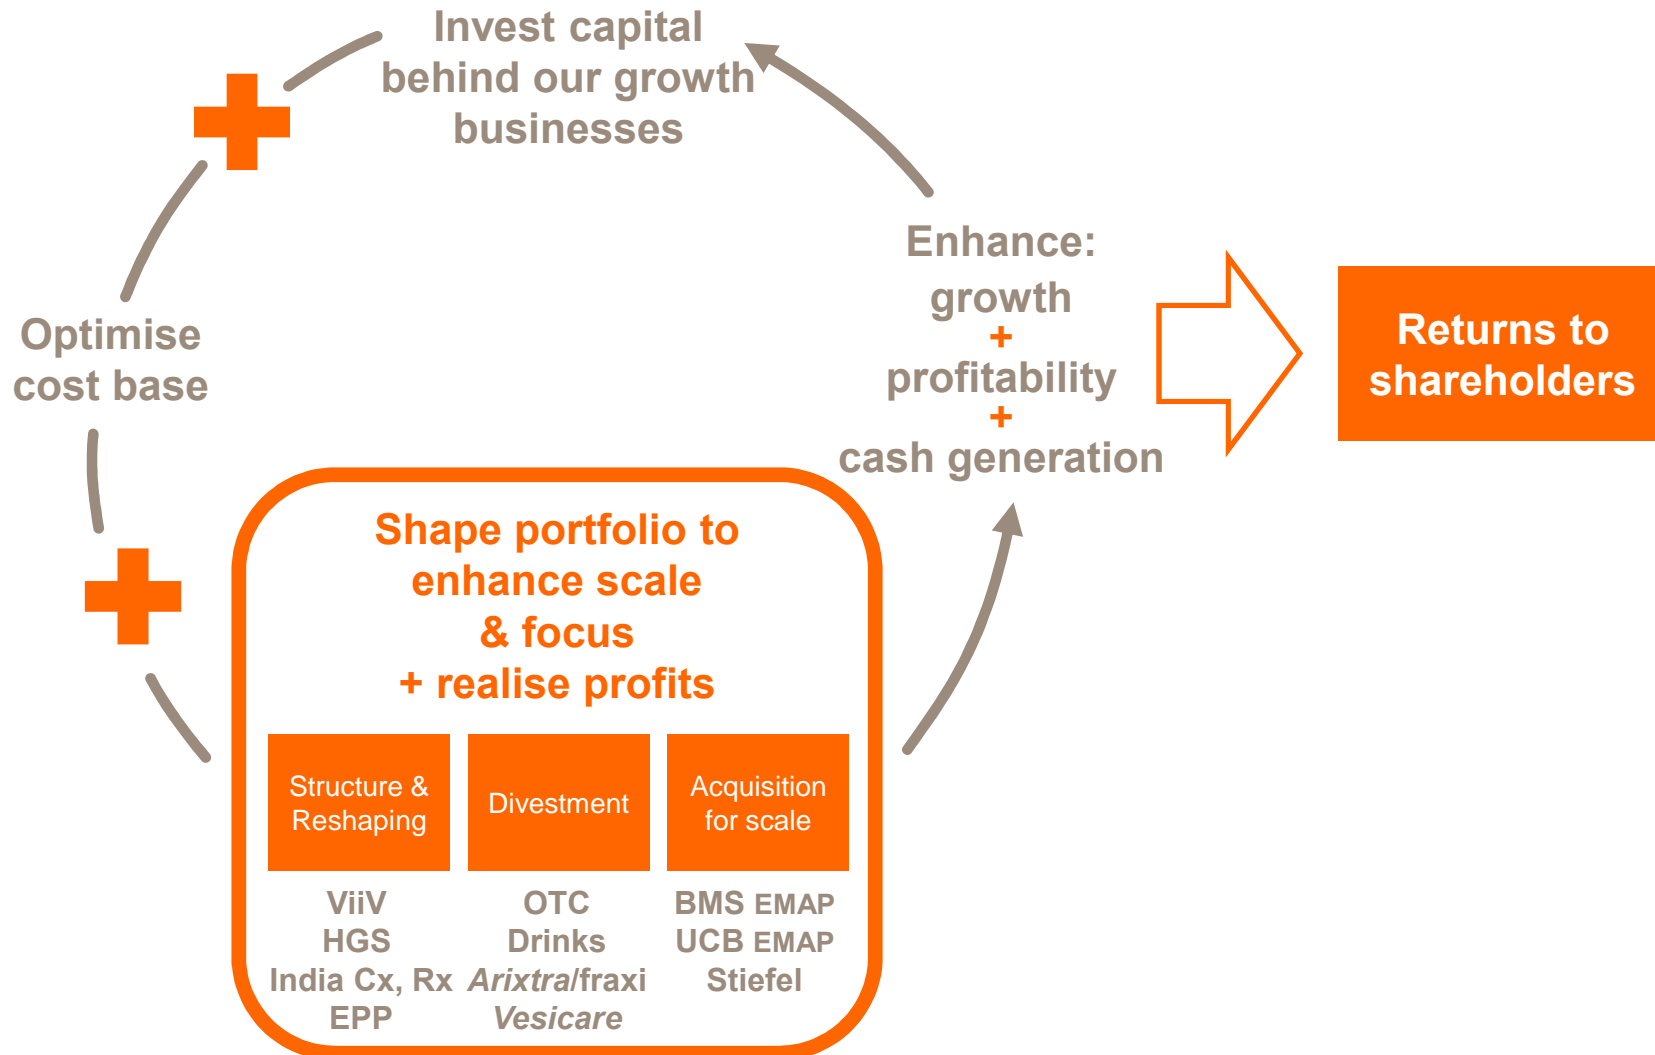 Invest capital
behind our growth
businesses
Optimise
cost base
Enhance:
growth
+
profitability
+
cash generation
Returns to
shareholders
Shape portfolio to
enhance scale
& focus
+ realise profits
Structure &
Reshaping
ViiV
HGS
India Cx, Rx
EPP
Divestment
OTC
Drinks
Arixtra/fraxi
Vesicare
Acquisition
for scale
BMS EMAP
UCB EMAP
Stiefel